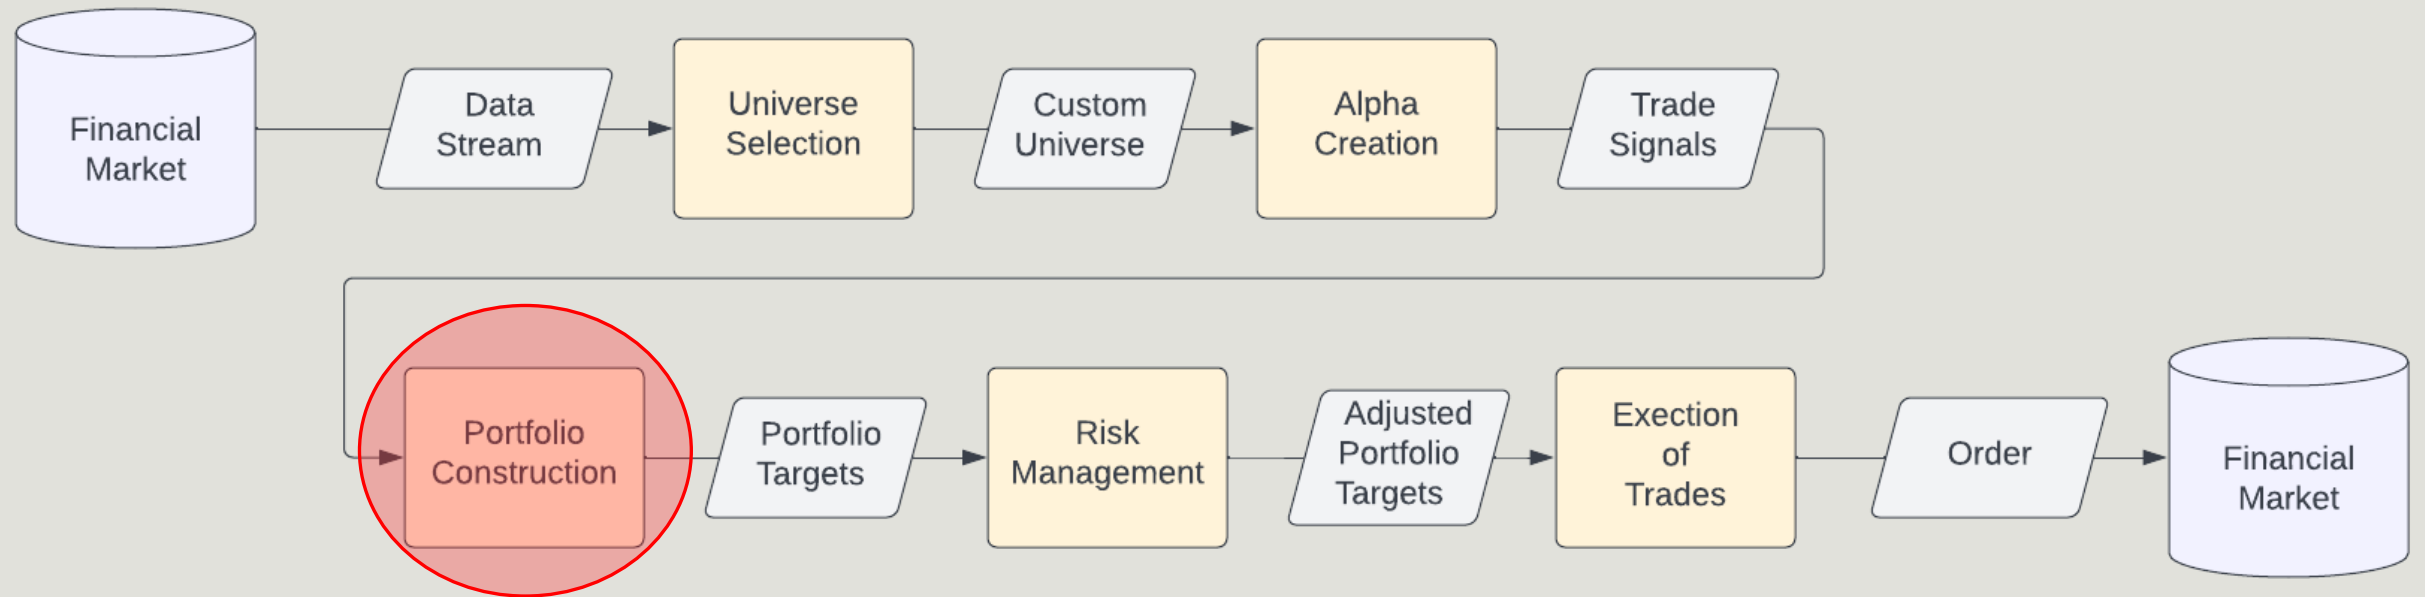 Financial
Market
Data
Stream
Universe
Selection
Custom
Universe
Alpha
Creation
Trade
Signals
Portfolio
Construction
Portfolio
Targets
Risk
Management
Adjusted
Portfolio
Targets
Exection
of
Trades
Order
Financial
Market